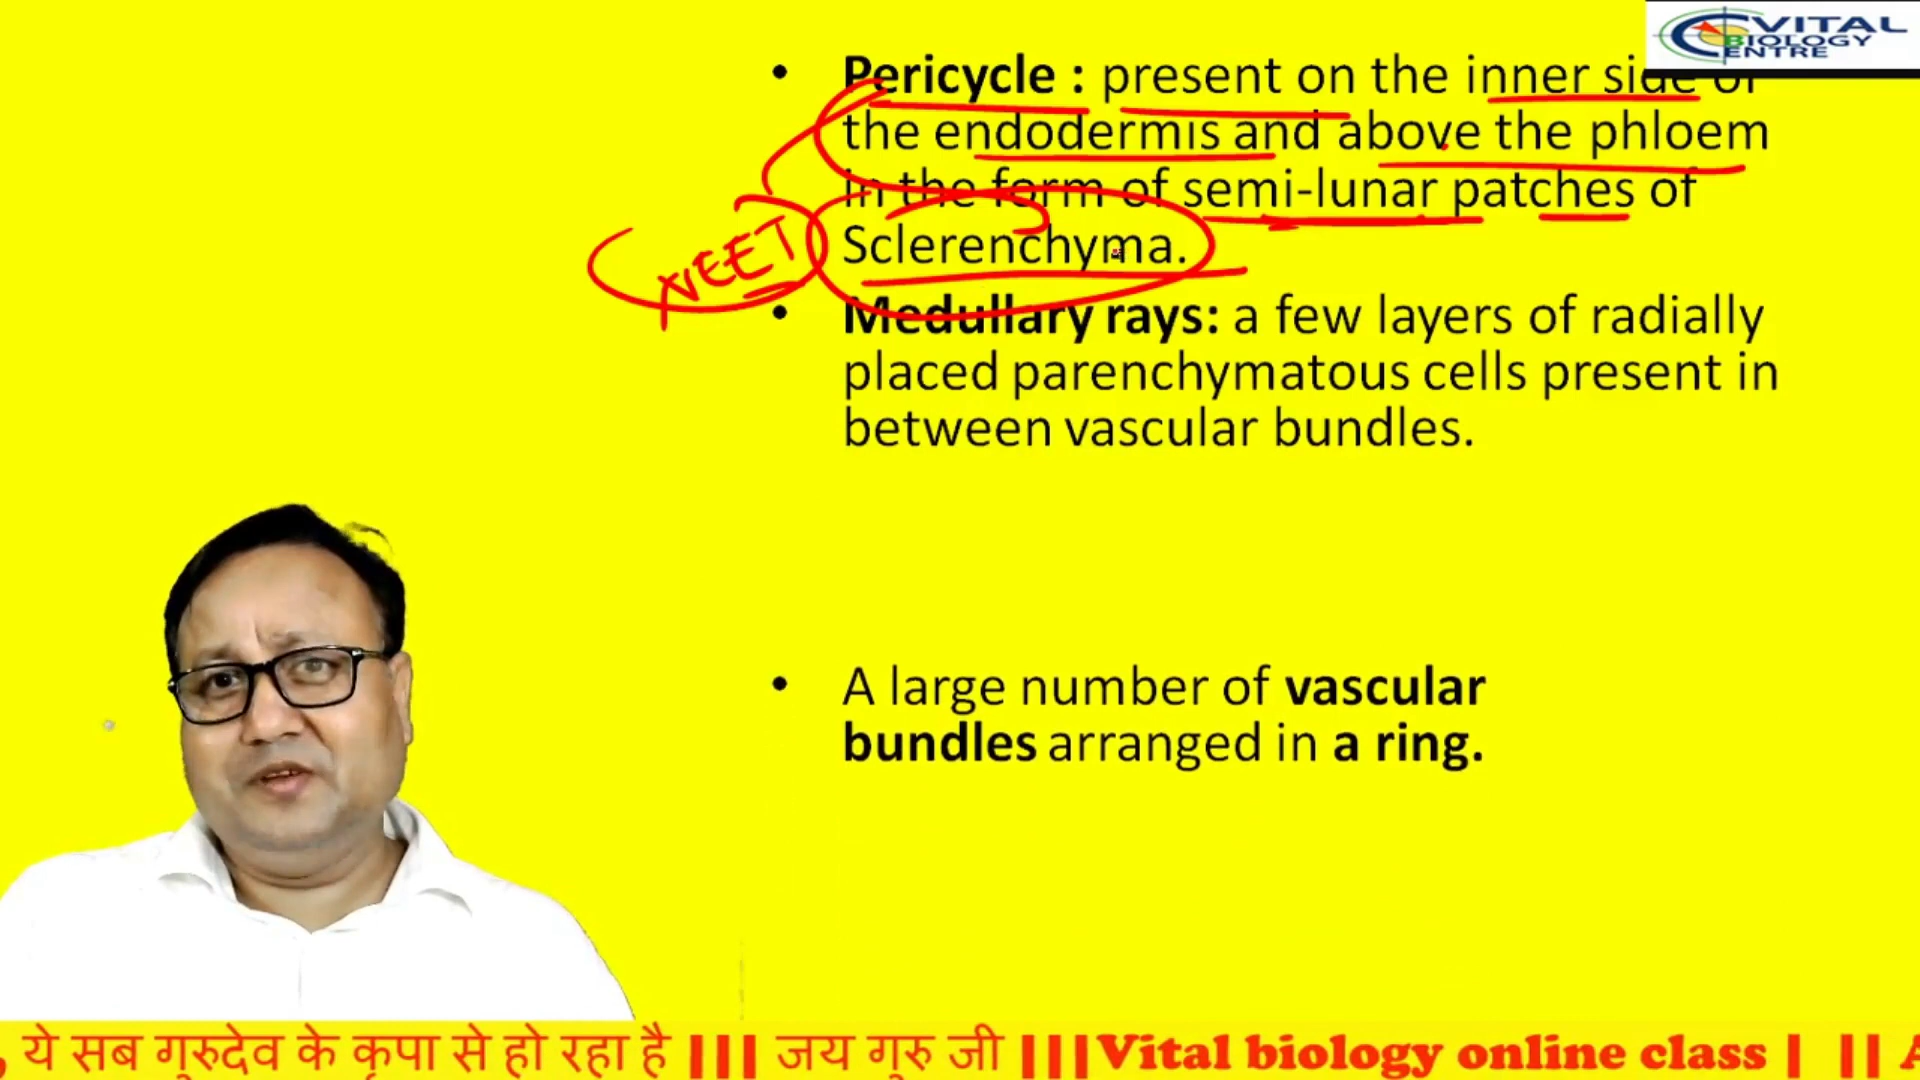 VITAL
BIOLOGY
CENTRE
• Pericycle : present on the inner side of
the endodermis and above the phloem
in the form of semi-lunar patches of
Sclerenchyma.
NEET
• Medullary rays: a few layers of radially
placed parenchymatous cells present in
between vascular bundles.
• A large number of vascular
bundles arranged in a ring.
, ये सब गुरुदेव के कृपा से हो रहा है ||| जय गुरु जी |||Vital biology online class | ||